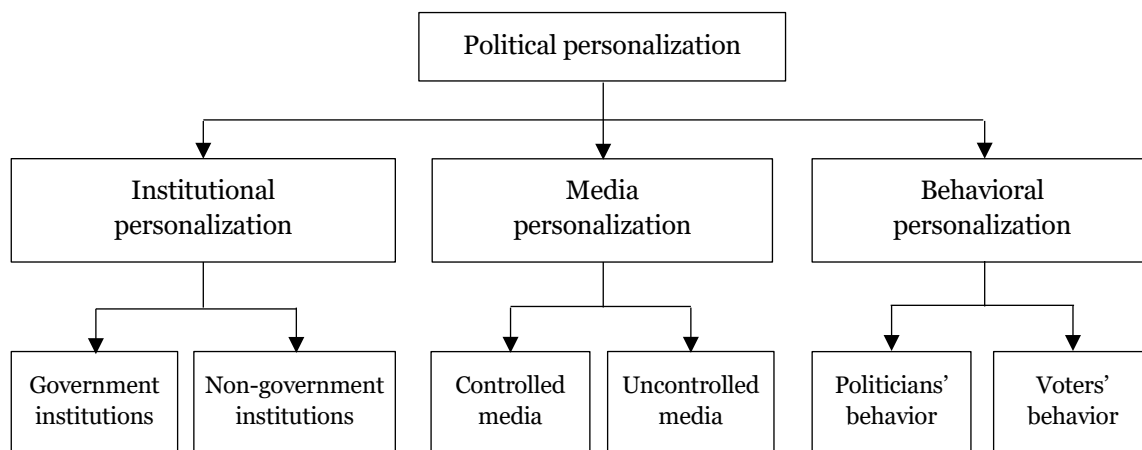 Political personalization
Institutional
personalization
Media
personalization
Behavioral
personalization
Government
institutions
Non-government
institutions
Controlled
media
Uncontrolled
media
Politicians’
behavior
Voters’
behavior